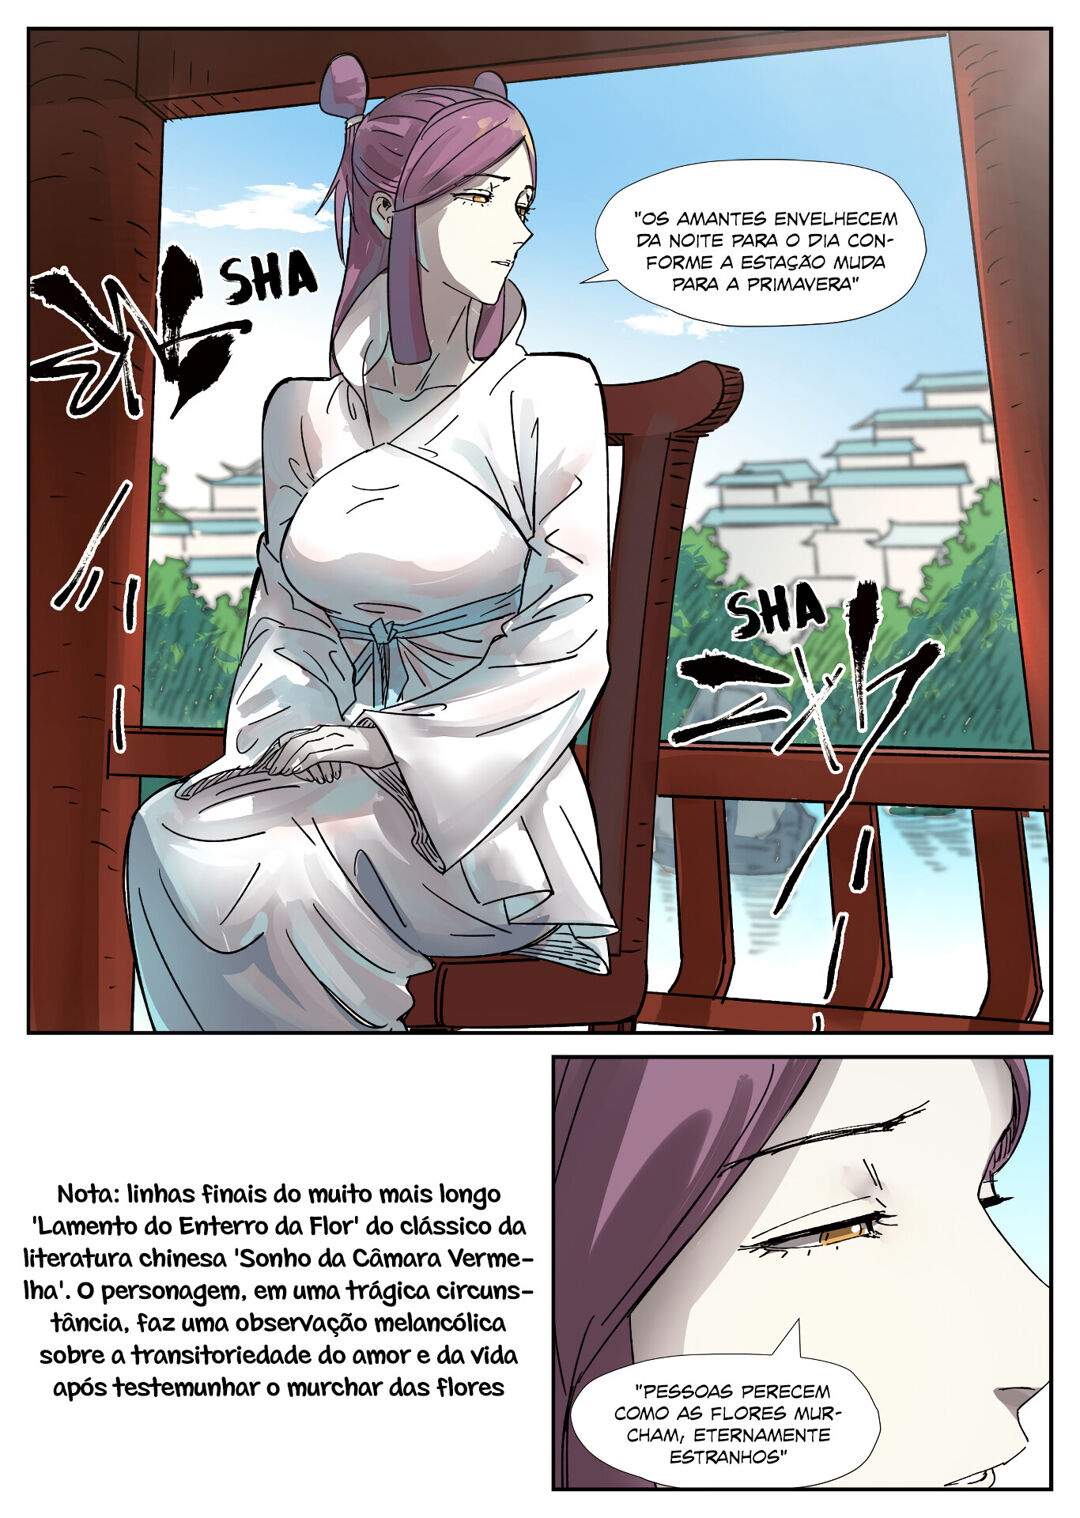 "OS AMANTES ENVELHECEM
DA NOITE PARA O DIA CON-
FORME A ESTAÇÃO MUDA
PARA A PRIMAVERA"
SHA
SHA
Nota: linhas finais do muito mais longo
'Lamento do Enterro da Flor' do clássico da
literatura chinesa 'Sonho da Câmara Verme-
lha'. O personagem, em uma trágica circuns-
tância, faz uma observação melancólica
sobre a transitoriedade do amor e da vida
após testemunhar o murchar das flores
"PESSOAS PERECEM
COMO AS FLORES MUR-
CHAM; ETERNAMENTE
ESTRANHOS"